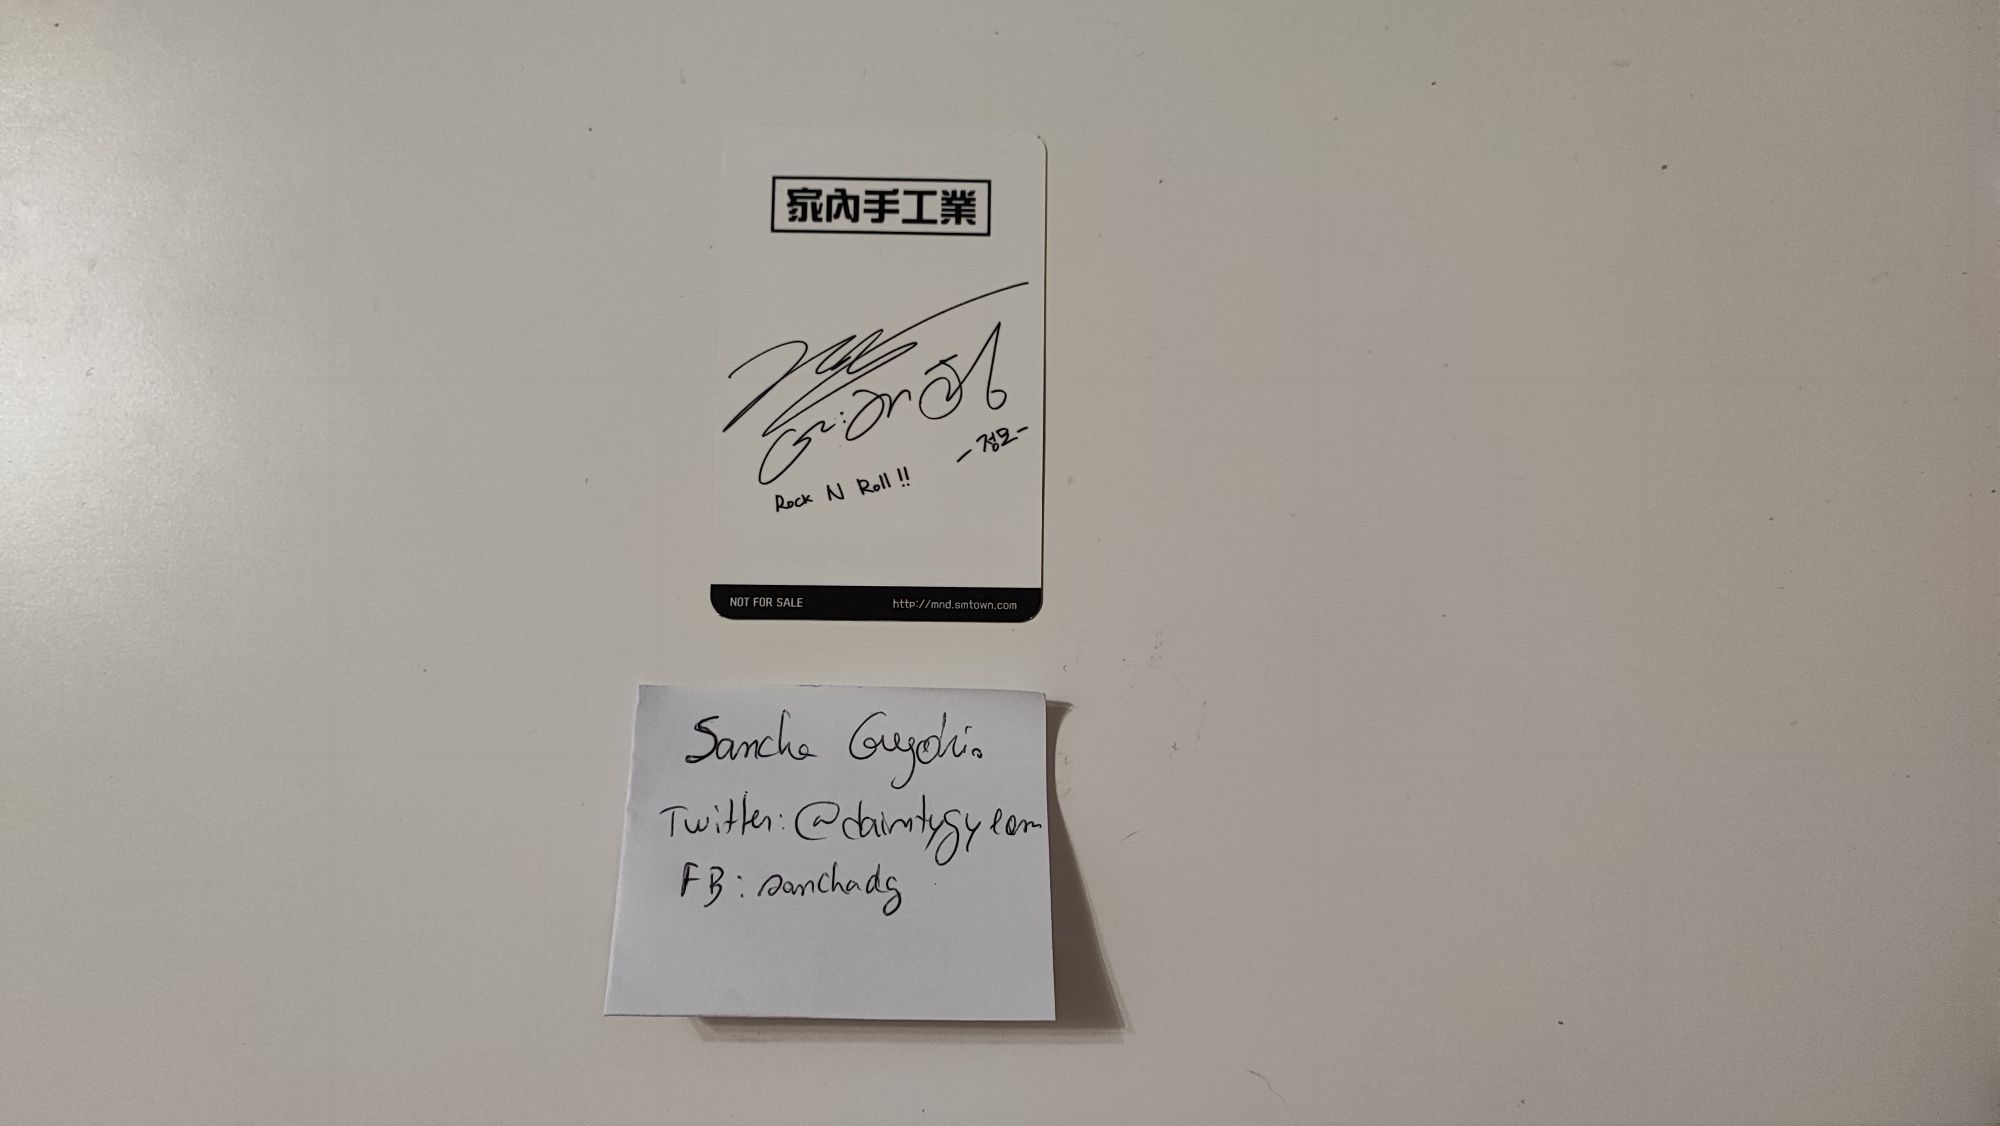 家內手工業
-정모-
Rock N Roll!!
NOT FOR SALE
http://mnd.smtown.com
Sancha
Twitter: @daintygyeom
FB: sanchadg